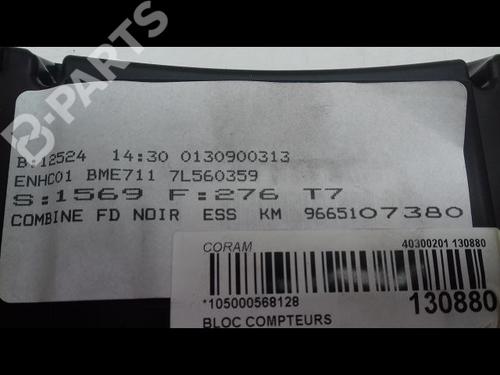 B-PARTS
B:12524 14:30 0130900313
ENHC01 BME711 7L560359
S:1569 F:276 T7
COMBINE FD NOIR ESS KM 9665107380
CORAM 40300201 130880
*105000568128 130880
BLOC COMPTEURS